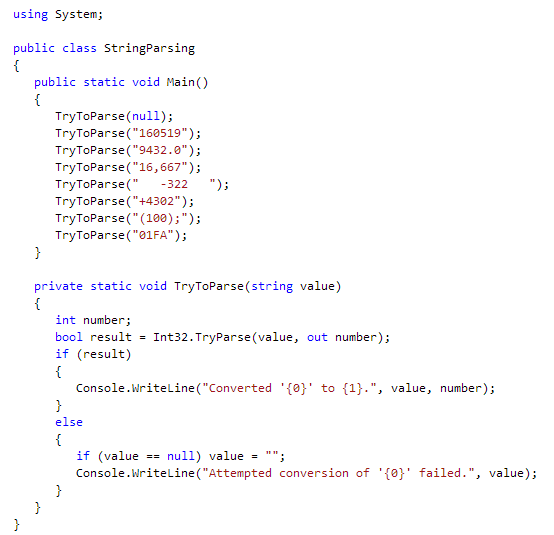 using System;

public class StringParsing
{
   public static void Main()
   {
      TryToParse(null);
      TryToParse("160519");
      TryToParse("9432.0");
      TryToParse("16,667");
      TryToParse("   -322   ");
      TryToParse("+4302");
      TryToParse("(100);");
      TryToParse("01FA");
   }

   private static void TryToParse(string value)
   {
      int number;
      bool result = Int32.TryParse(value, out number);
      if (result)
      {
         Console.WriteLine("Converted '{0}' to {1}.", value, number);
      }
      else
      {
         if (value == null) value = "";
         Console.WriteLine("Attempted conversion of '{0}' failed.", value);
      }
   }
}